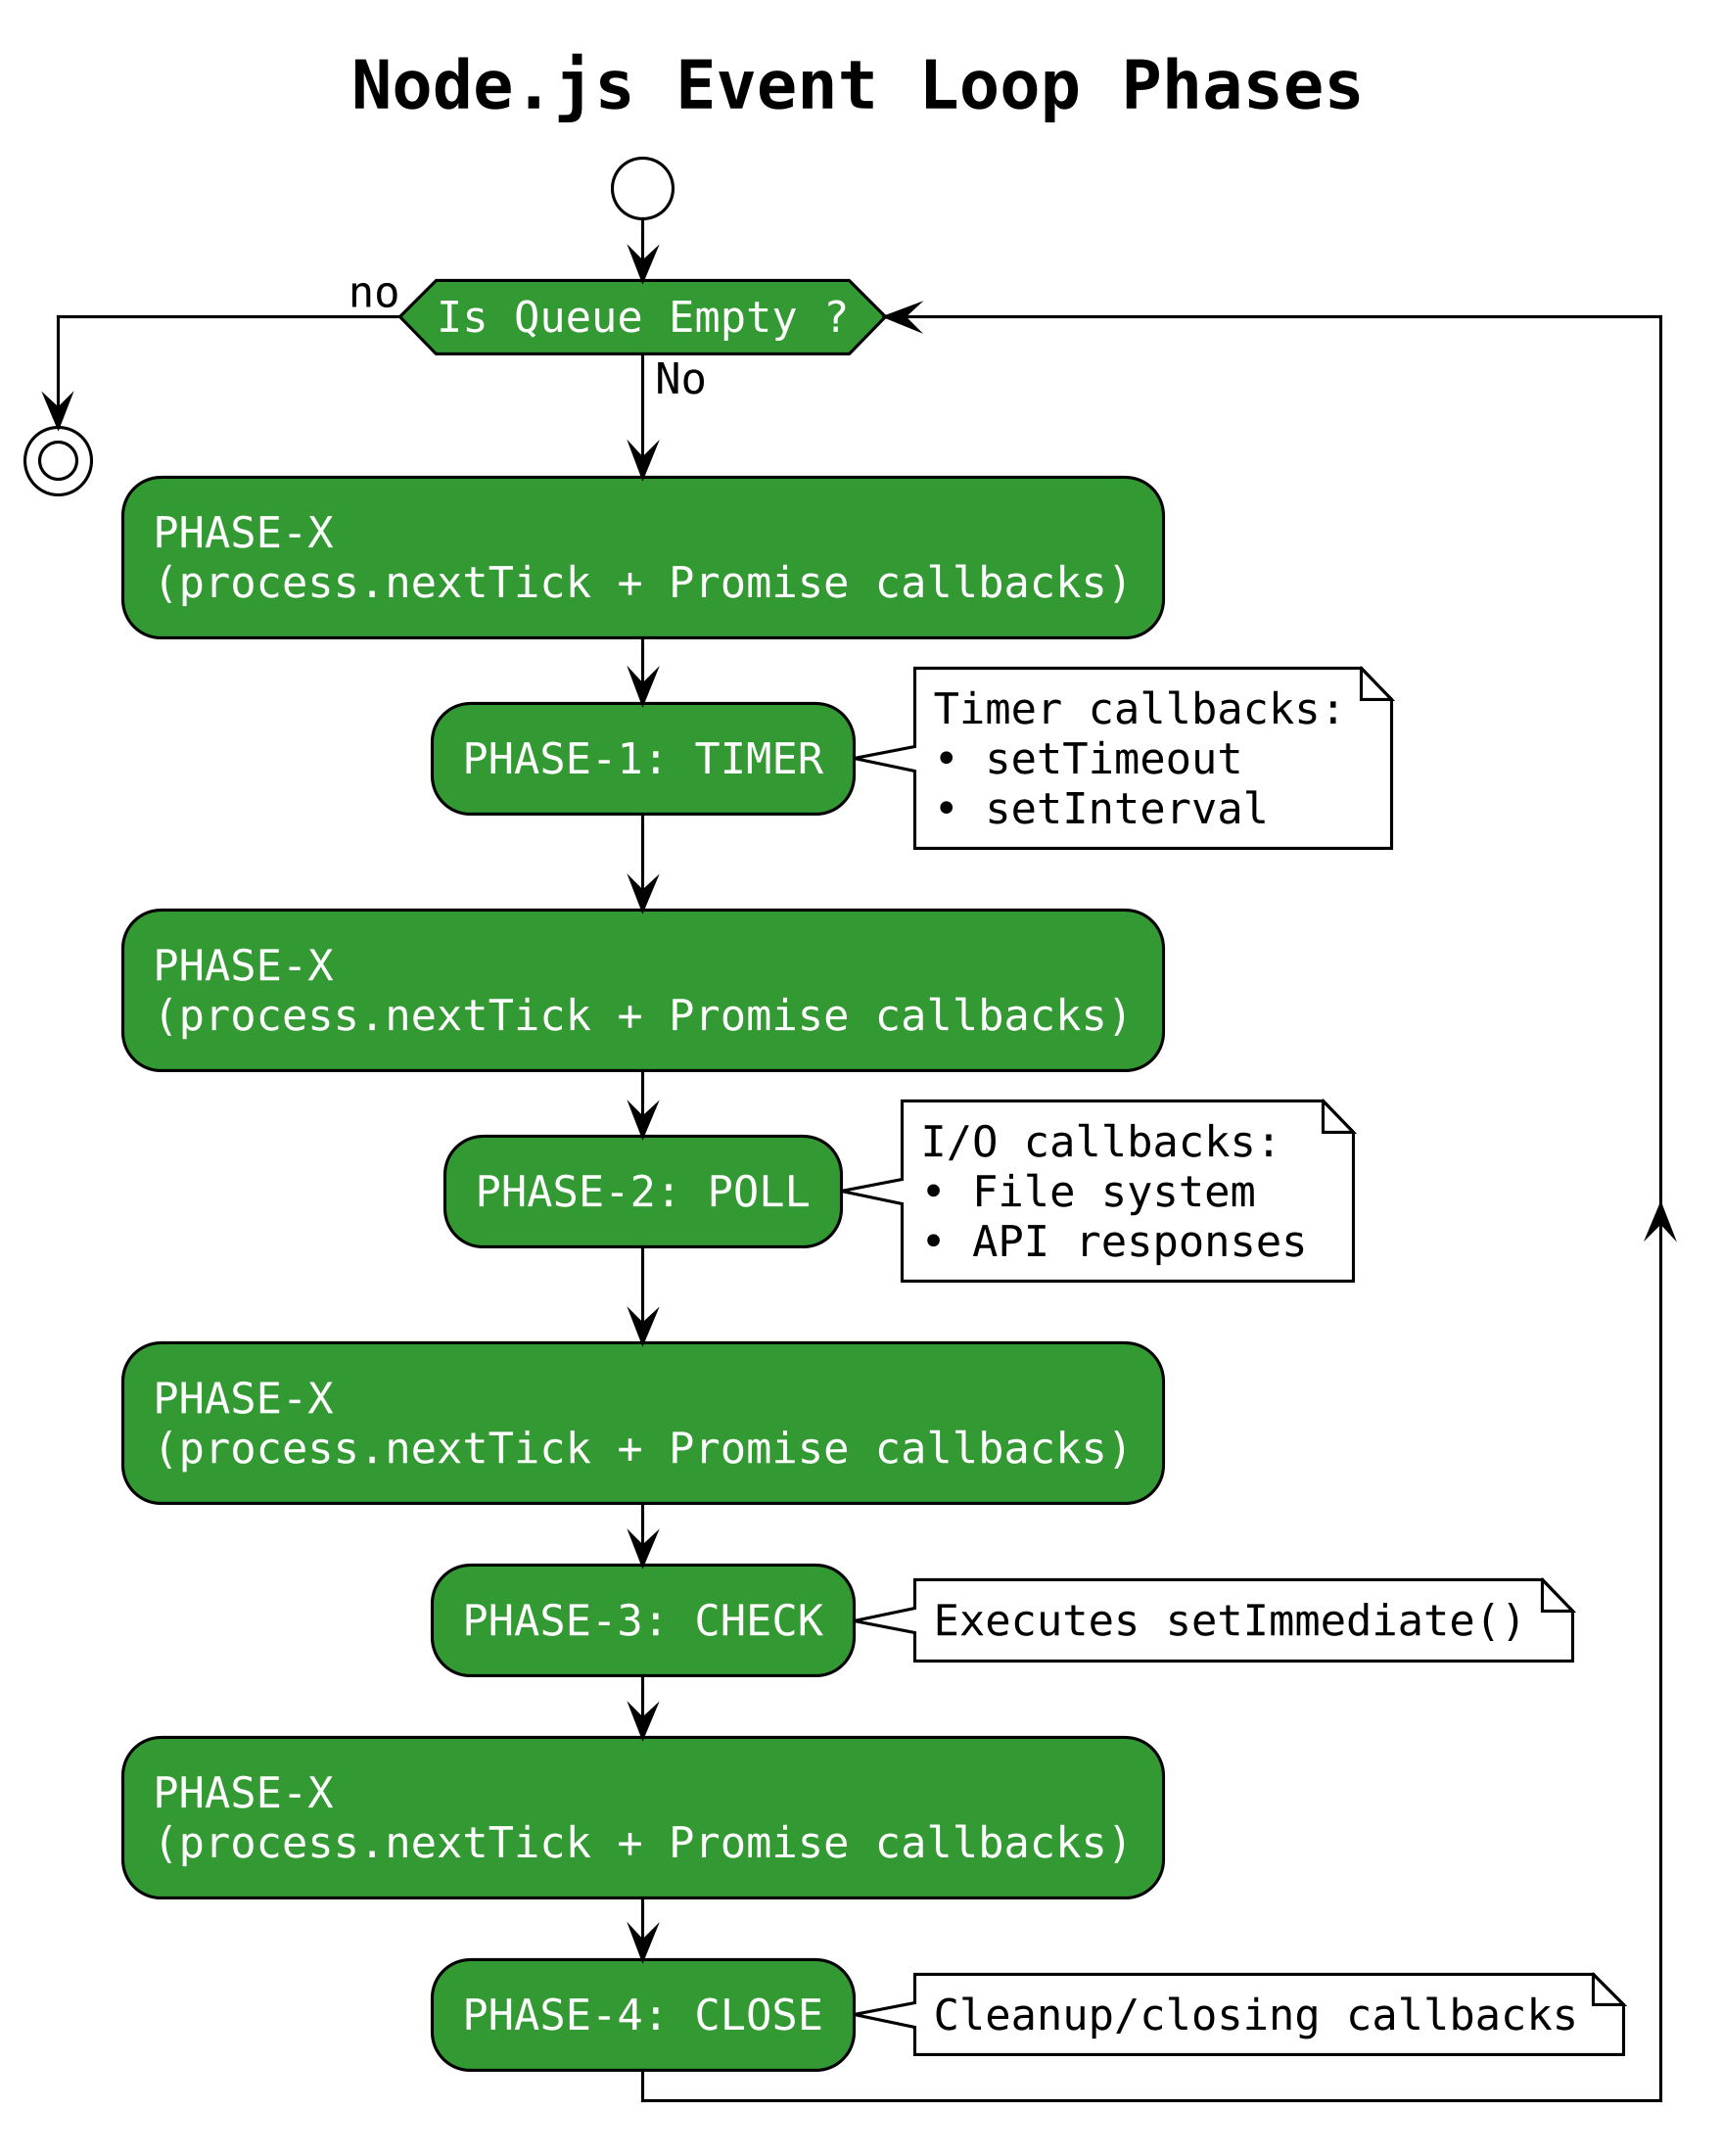 Node.js Event Loop Phases
no
Is Queue Empty ?
No
PHASE-X
(process.nextTick + Promise callbacks)
PHASE-1: TIMER
Timer callbacks:
• setTimeout
• setInterval
PHASE-X
(process.nextTick + Promise callbacks)
PHASE-2: POLL
I/O callbacks:
• File system
• API responses
PHASE-X
(process.nextTick + Promise callbacks)
PHASE-3: CHECK
Executes setImmediate()
PHASE-X
(process.nextTick + Promise callbacks)
PHASE-4: CLOSE
Cleanup/closing callbacks